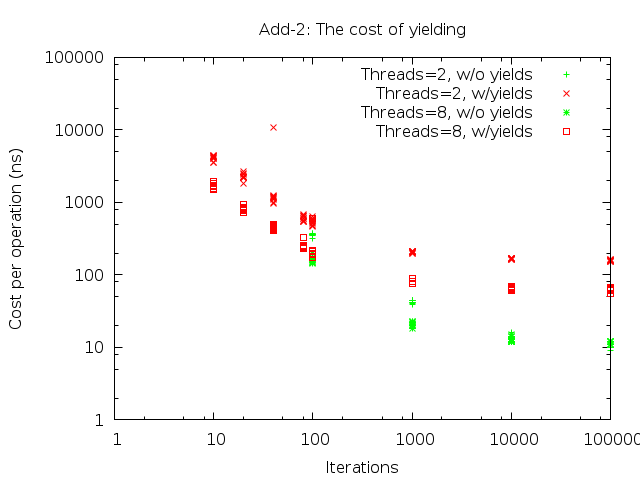 Add-2: The cost of yielding
100000
10000
1000
100
10
1
Cost per operation (ns)
Threads=2, w/o yields
Threads=2, w/yields
Threads=8, w/o yields
Threads=8, w/yields
1 10 100 1000 10000 100000
Iterations